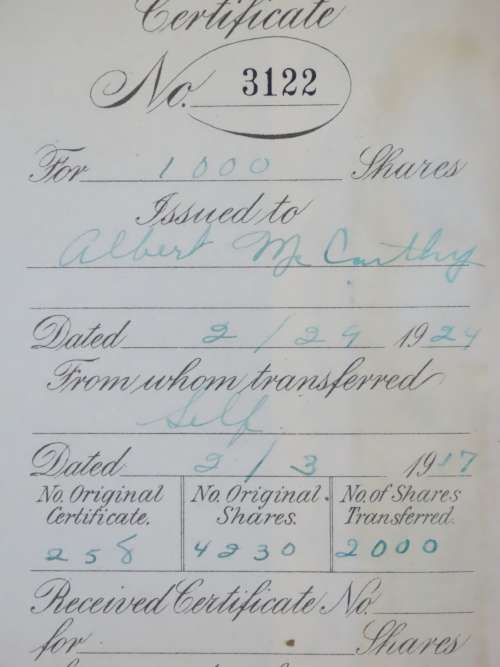 Certificate
No. 3122
For 1000 Shares
Issued to
Albert McCarthy
Dated 2/29 1924
From whom transferred
Self
Dated 2/3 1917
No. Original Certificate. No. Original Shares. No. of Shares Transferred.
258 4230 2000
Received Certificate No.
for Shares